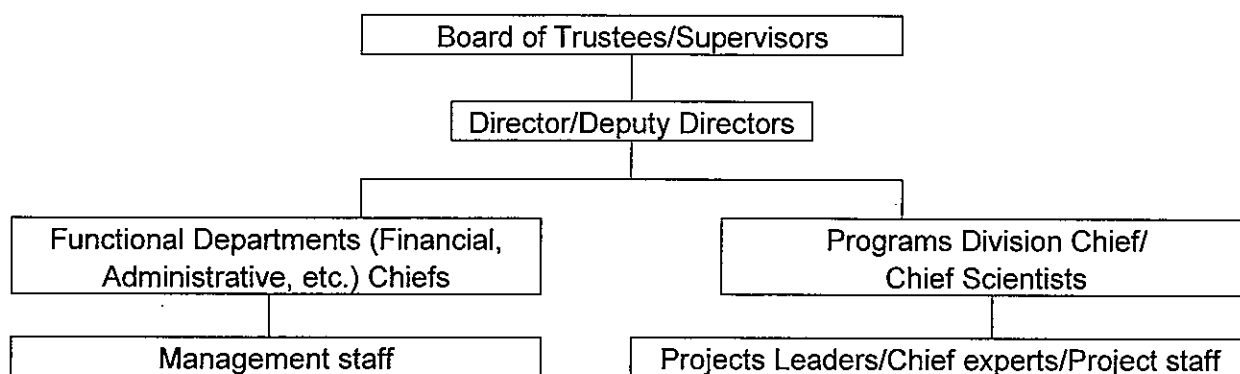 Board of Trustees/Supervisors
Director/Deputy Directors
Functional Departments (Financial,
Administrative, etc.) Chiefs
Programs Division Chief/
Chief Scientists
Management staff
Projects Leaders/Chief experts/Project staff